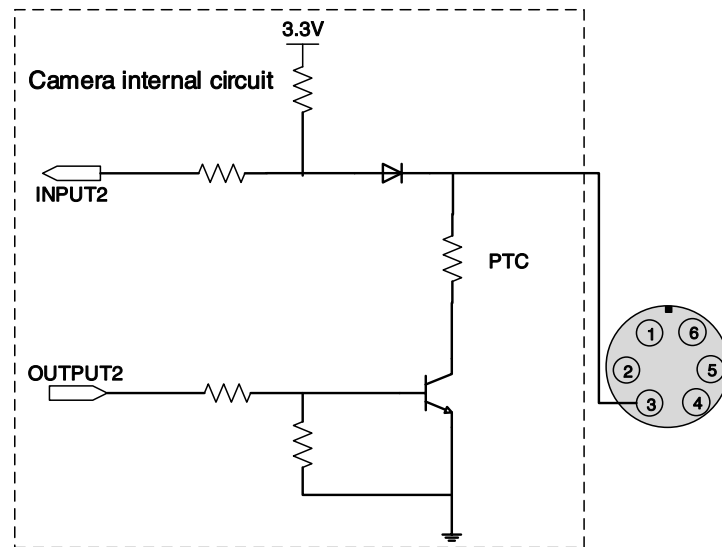 3.3V
Camera internal circuit
INPUT2
PTC
OUTPUT2
1 6
2 5
3 4